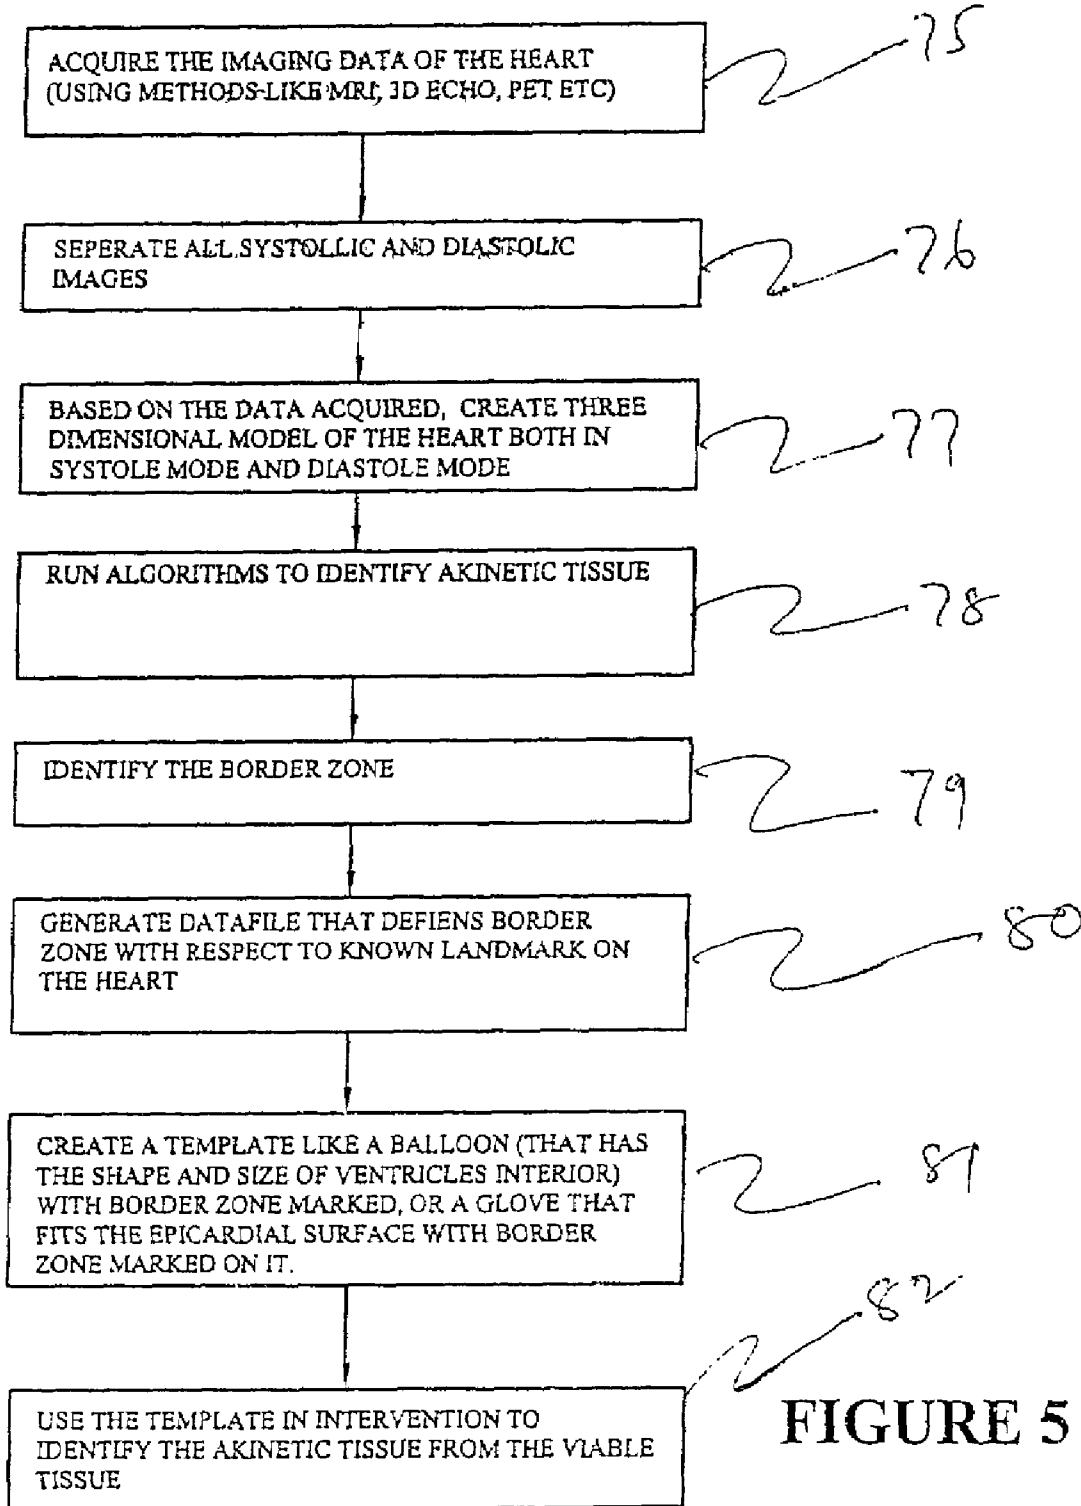 ACQUIRE THE IMAGING DATA OF THE HEART
(USING METHODS-LIKE MRI, 3D ECHO, PET ETC)
75
SEPERATE ALL SYSTOLLIC AND DIASTOLIC
IMAGES
76
BASED ON THE DATA ACQUIRED, CREATE THREE
DIMENSIONAL MODEL OF THE HEART BOTH IN
SYSTOLE MODE AND DIASTOLE MODE
77
RUN ALGORITHMS TO IDENTIFY AKINETIC TISSUE
78
IDENTIFY THE BORDER ZONE
79
GENERATE DATAFILE THAT DEFIENS BORDER
ZONE WITH RESPECT TO KNOWN LANDMARK ON
THE HEART
80
CREATE A TEMPLATE LIKE A BALLOON (THAT HAS
THE SHAPE AND SIZE OF VENTRICLES INTERIOR)
WITH BORDER ZONE MARKED, OR A GLOVE THAT
FITS THE EPICARDIAL SURFACE WITH BORDER
ZONE MARKED ON IT.
81
USE THE TEMPLATE IN INTERVENTION TO
IDENTIFY THE AKINETIC TISSUE FROM THE VIABLE
TISSUE
82
FIGURE 5